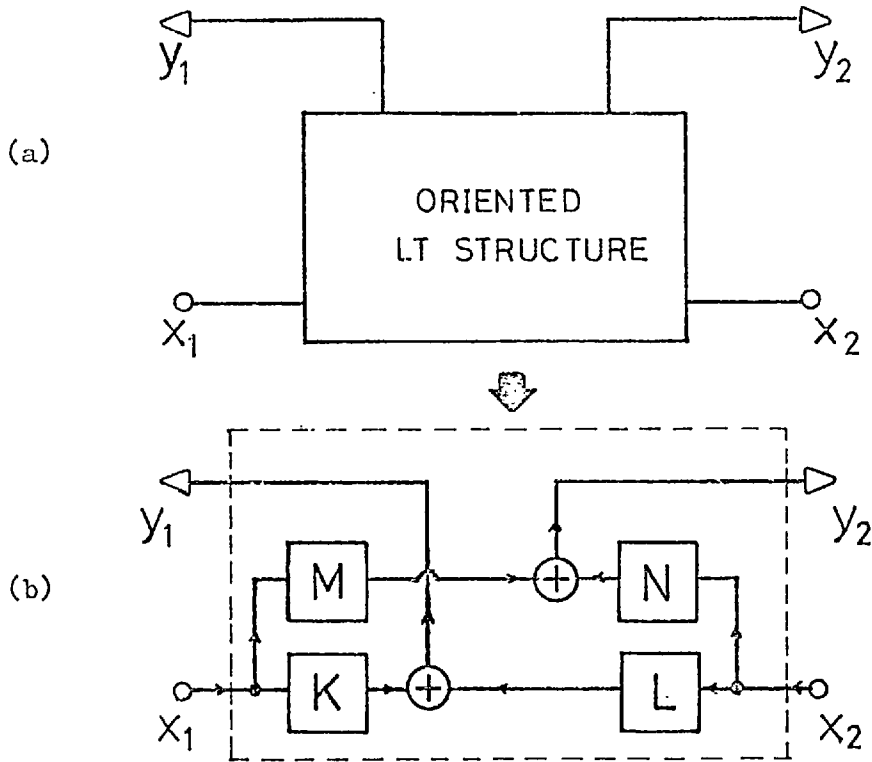 y1 y2
(a)
ORIENTED
LT STRUCTURE
x1 x2
y1 y2
M + N
(b)
K + L
x1 x2